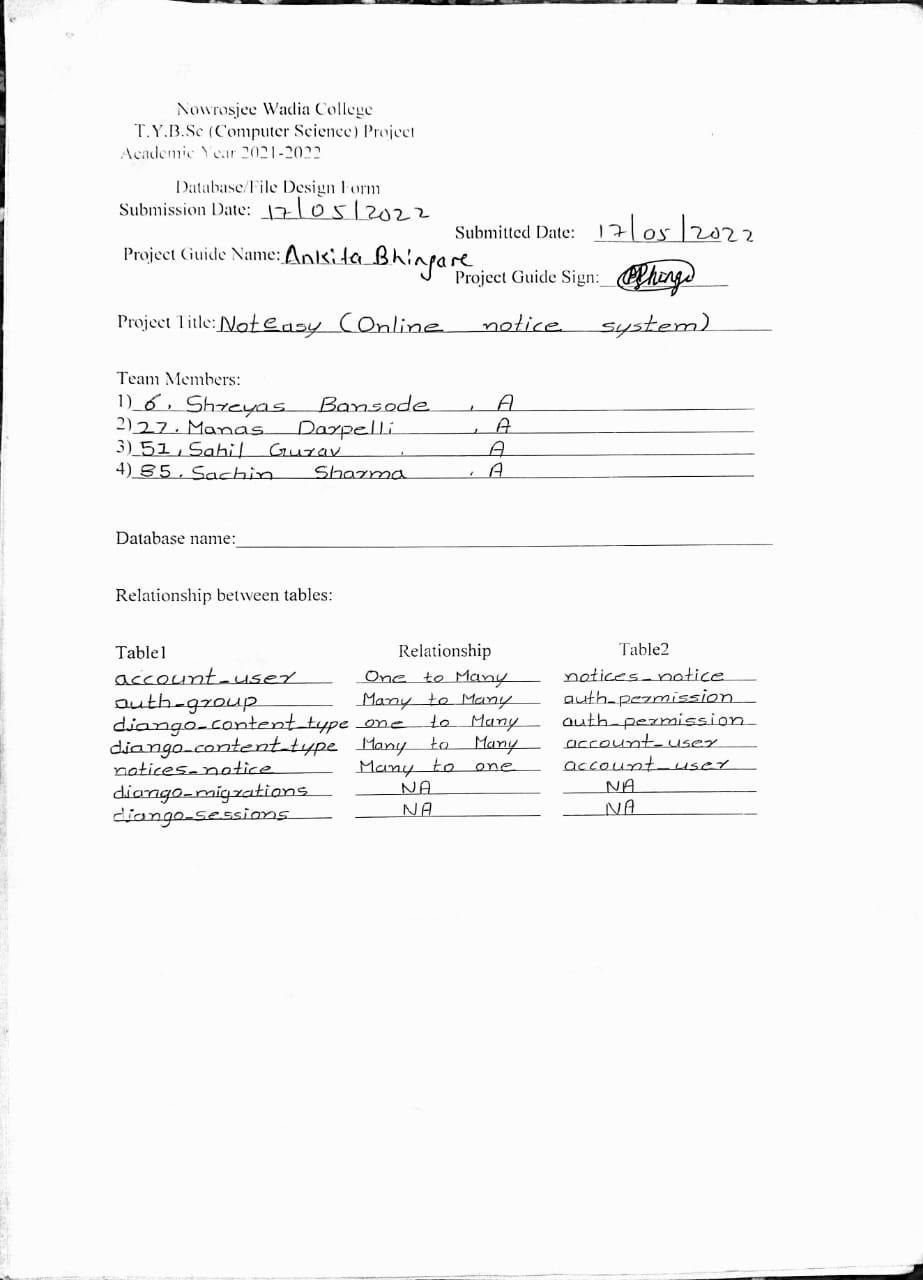 Nowrosjee Wadia College
T.Y.B.Sc (Computer Science) Project
Academic Year 2021-2022
Database/File Design Form
Submission Date: 17/05/2022
Submitted Date: 17/05/2022
Project Guide Name: Ankita Bhingare
Project Guide Sign:
Project Title: Noteasy (Online notice system)
Team Members:
1) 6. Shreyas Bansode , A
2) 27. Manas Darpelli , A
3) 51, Sahil Gurav . A
4) 85. Sachin Sharma , A
Database name:
Relationship between tables:
Table1 Relationship Table2
account_user One to Many notices_notice
auth_group Many to Many auth_permission
django_content_type one to Many auth_permission
django_content_type Many to Many account_user
notices_notice Many to one account_user
django_migrations NA NA
django_sessions NA NA